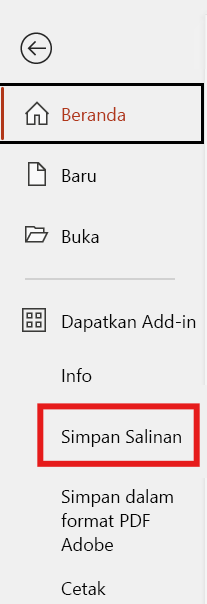 Beranda
Baru
Buka
Dapatkan Add-in
Info
Simpan Salinan
Simpan dalam
format PDF
Adobe
Cetak